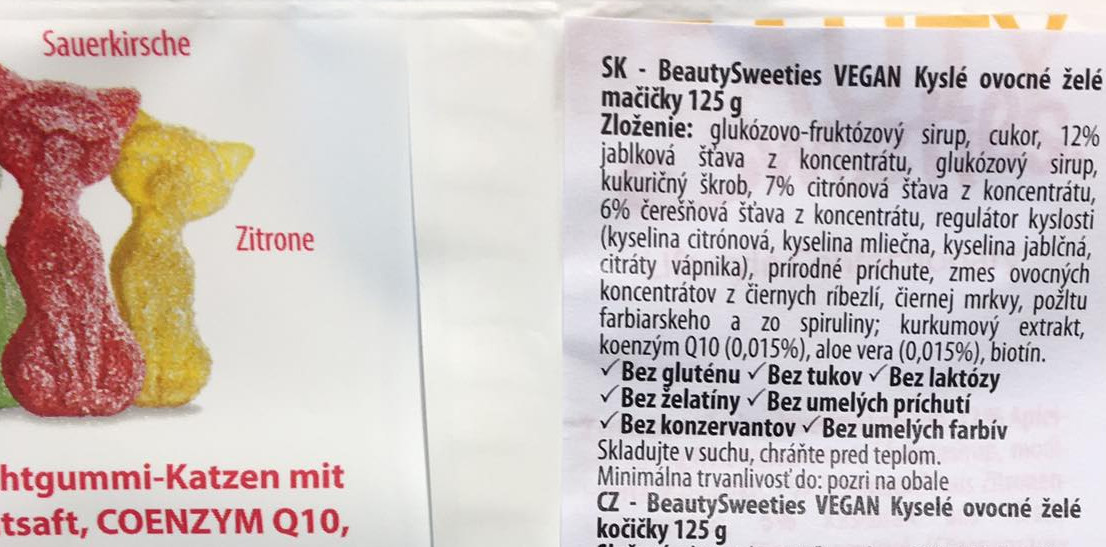 Sauerkirsche
Zitrone
htgummi-Katzen mit
tsaft, COENZYM Q10,
SK - BeautySweeties VEGAN Kyslé ovocné želé
mačičky 125 g
Zloženie: glukózovo-fruktózový sirup, cukor, 12%
jablková šťava z koncentrátu, glukózový sirup,
kukuričný škrob, 7% citrónová šťava z koncentrátu,
6% čerešňová šťava z koncentrátu, regulátor kyslosti
(kyselina citrónová, kyselina mliečna, kyselina jablčná,
citráty vápnika), prírodné príchute, zmes ovocných
koncentrátov z čiernych ríbezlí, čiernej mrkvy, požltu
farbiarskeho a zo spiruliny; kurkumový extrakt,
koenzým Q10 (0,015%), aloe vera (0,015%), biotín.
✓Bez gluténu ✓Bez tukov ✓Bez laktózy
✓Bez želatíny ✓Bez umelých príchutí
✓Bez konzervantov ✓Bez umelých farbív
Skladujte v suchu, chráňte pred teplom.
Minimálna trvanlivosť do: pozri na obale
CZ - BeautySweeties VEGAN Kyselé ovocné želé
kočičky 125 g